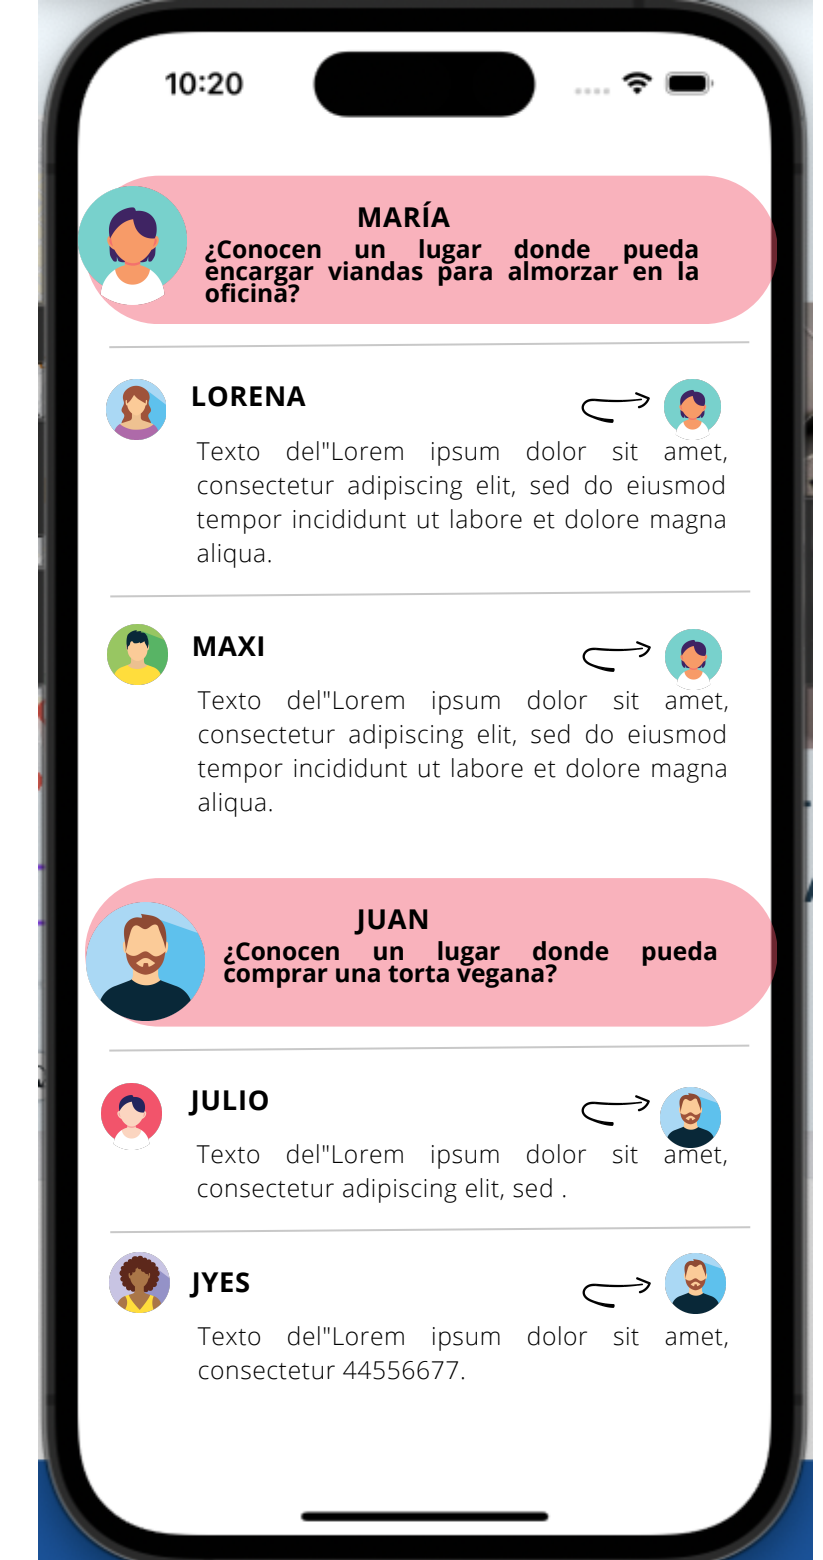 10:20
MARÍA
¿Conocen un lugar donde pueda
encargar viandas para almorzar en la
oficina?
LORENA
Texto del"Lorem ipsum dolor sit amet,
consectetur adipiscing elit, sed do eiusmod
tempor incididunt ut labore et dolore magna
aliqua.
MAXI
Texto del"Lorem ipsum dolor sit amet,
consectetur adipiscing elit, sed do eiusmod
tempor incididunt ut labore et dolore magna
aliqua.
JUAN
¿Conocen un lugar donde pueda
comprar una torta vegana?
JULIO
Texto del"Lorem ipsum dolor sit amet,
consectetur adipiscing elit, sed .
JYES
Texto del"Lorem ipsum dolor sit amet,
consectetur 44556677.